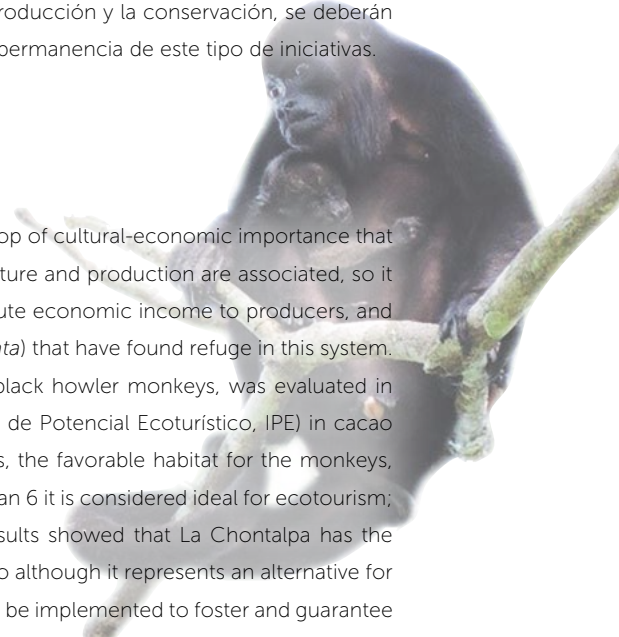 roducción y la conservación, se deberán
permanencia de este tipo de iniciativas.
op of cultural-economic importance that
ture and production are associated, so it
ute economic income to producers, and
ata) that have found refuge in this system.
black howler monkeys, was evaluated in
de Potencial Ecoturístico, IPE) in cacao
s, the favorable habitat for the monkeys,
an 6 it is considered ideal for ecotourism;
sults showed that La Chontalpa has the
o although it represents an alternative for
be implemented to foster and guarantee